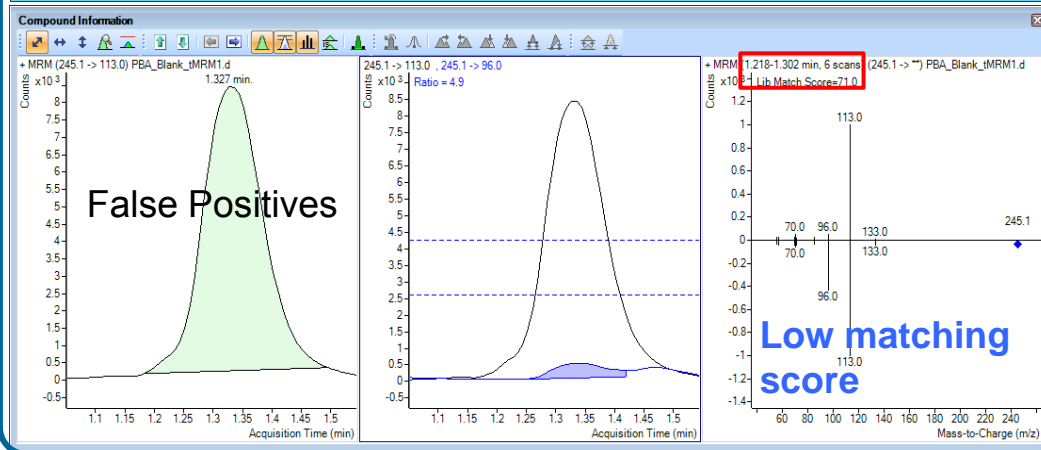 Compound Information
+ MRM (245.1 -> 113.0) PBA_Blank_tMRM1.d
Counts
x10 3
1.327 min.
8
7.5
7
6.5
6
5.5
5
4.5
4
3.5
3
2.5
2
1.5
1
0.5
0
-0.5
False Positives
1.1 1.15 1.2 1.25 1.3 1.35 1.4 1.45 1.5
Acquisition Time (min)
245.1 -> 113.0 , 245.1 -> 96.0
Counts
x10 3
Ratio = 4.9
8.5
8
7.5
7
6.5
6
5.5
5
4.5
4
3.5
3
2.5
2
1.5
1
0.5
0
-0.5
1.1 1.15 1.2 1.25 1.3 1.35 1.4 1.45 1.5
Acquisition Time (min)
+ MRM (1.218-1.302 min, 6 scans) (245.1 -> **) PBA_Blank_tMRM1.d
Counts
x10 3
Lib Match Score=71.0
1.2
1
0.8
0.6
0.4
0.2
0
-0.2
-0.4
-0.6
-0.8
-1
-1.2
-1.4
113.0
245.1
70.0 96.0 133.0
70.0 133.0
96.0
113.0
Low matching
score
60 80 100 120 140 160 180 200 220 240
Mass-to-Charge (m/z)